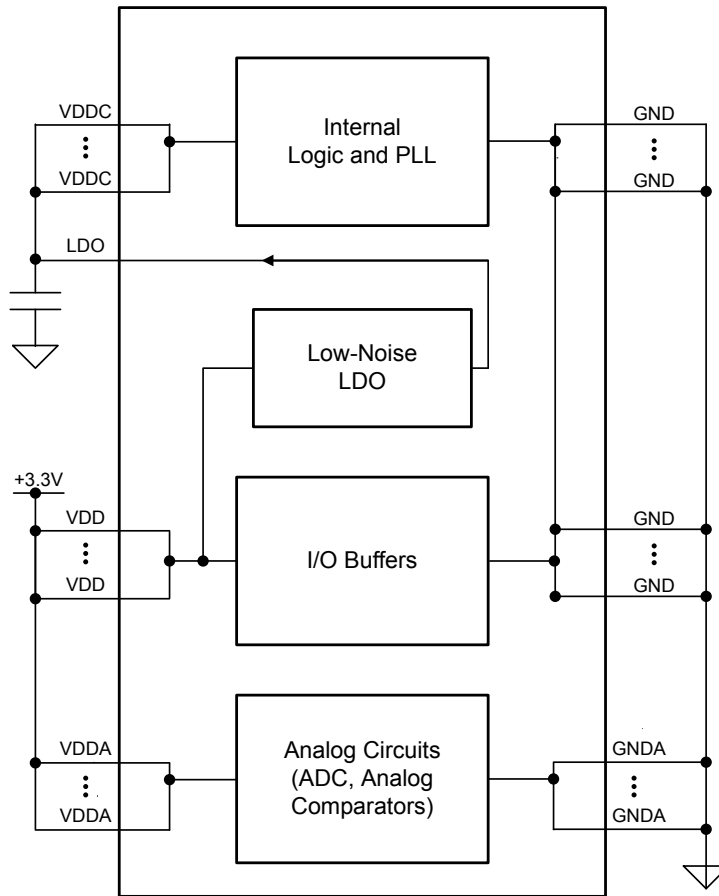 VDDC
VDDC
LDO
Internal
Logic and PLL
GND
GND
Low-Noise
LDO
+3.3V
VDD
VDD
I/O Buffers
GND
GND
VDDA
VDDA
Analog Circuits
(ADC, Analog
Comparators)
GNDA
GNDA